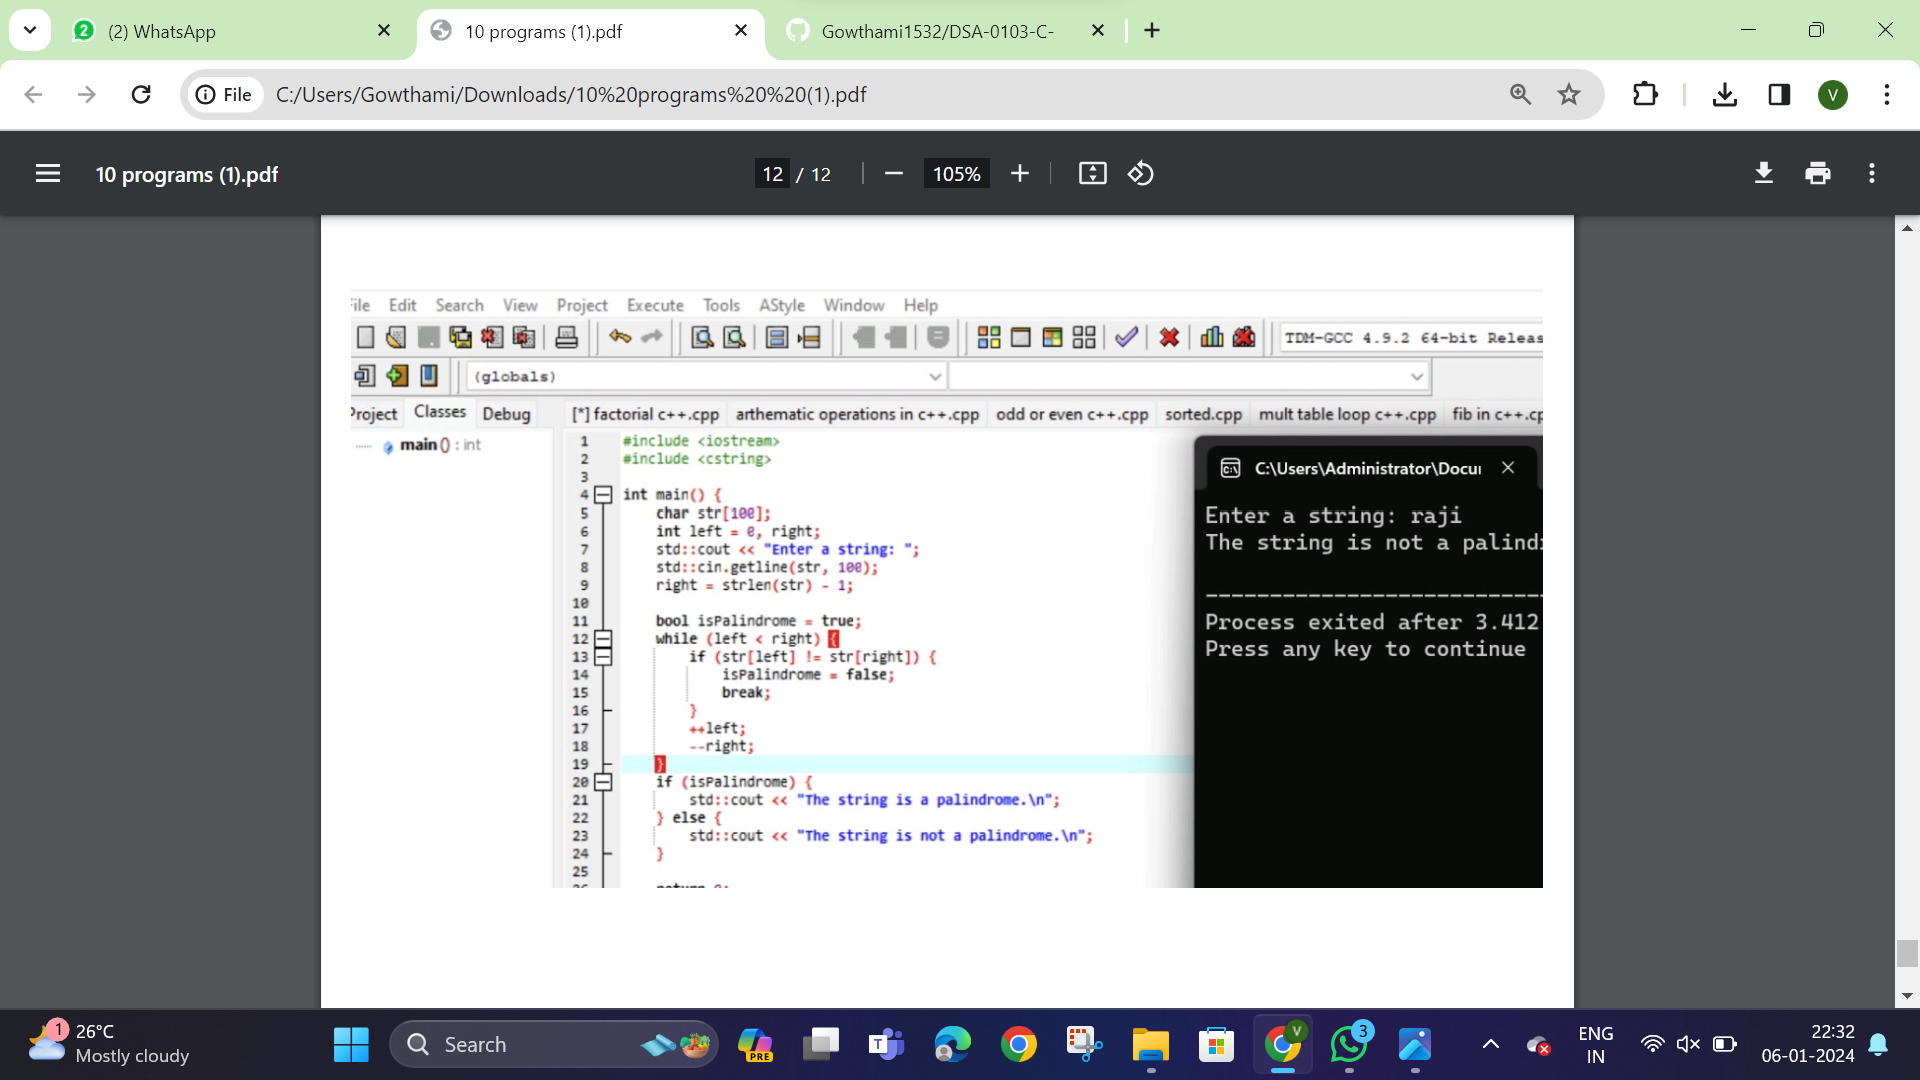 2 (2) WhatsApp
10 programs (1).pdf
Gowthami1532/DSA-0103-C-
File C:/Users/Gowthami/Downloads/10%20programs%20%20(1).pdf V
10 programs (1).pdf 12 / 12 105%
File Edit Search View Project Execute Tools AStyle Window Help
TDM-GCC 4.9.2 64-bit Releas
(globals)
Project Classes Debug [*] factorial c++.cpp arthematic operations in c++.cpp odd or even c++.cpp sorted.cpp mult table loop c++.cpp fib in c++.cp
main () : int
1 #include <iostream>
2 #include <cstring>
3
4 int main() {
5 char str[100];
6 int left = 0, right;
7 std::cout << "Enter a string: ";
8 std::cin.getline(str, 100);
9 right = strlen(str) - 1;
10
11 bool isPalindrome = true;
12 while (left < right) {
13 if (str[left] != str[right]) {
14 isPalindrome = false;
15 break;
16 }
17 ++left;
18 --right;
19 }
20 if (isPalindrome) {
21 std::cout << "The string is a palindrome.\n";
22 } else {
23 std::cout << "The string is not a palindrome.\n";
24 }
25
C:\Users\Administrator\Docu
Enter a string: raji
The string is not a palind
--------------------------
Process exited after 3.412
Press any key to continue
1 26°C
Mostly cloudy
Search
PRE
V
3
ENG
IN
22:32
06-01-2024